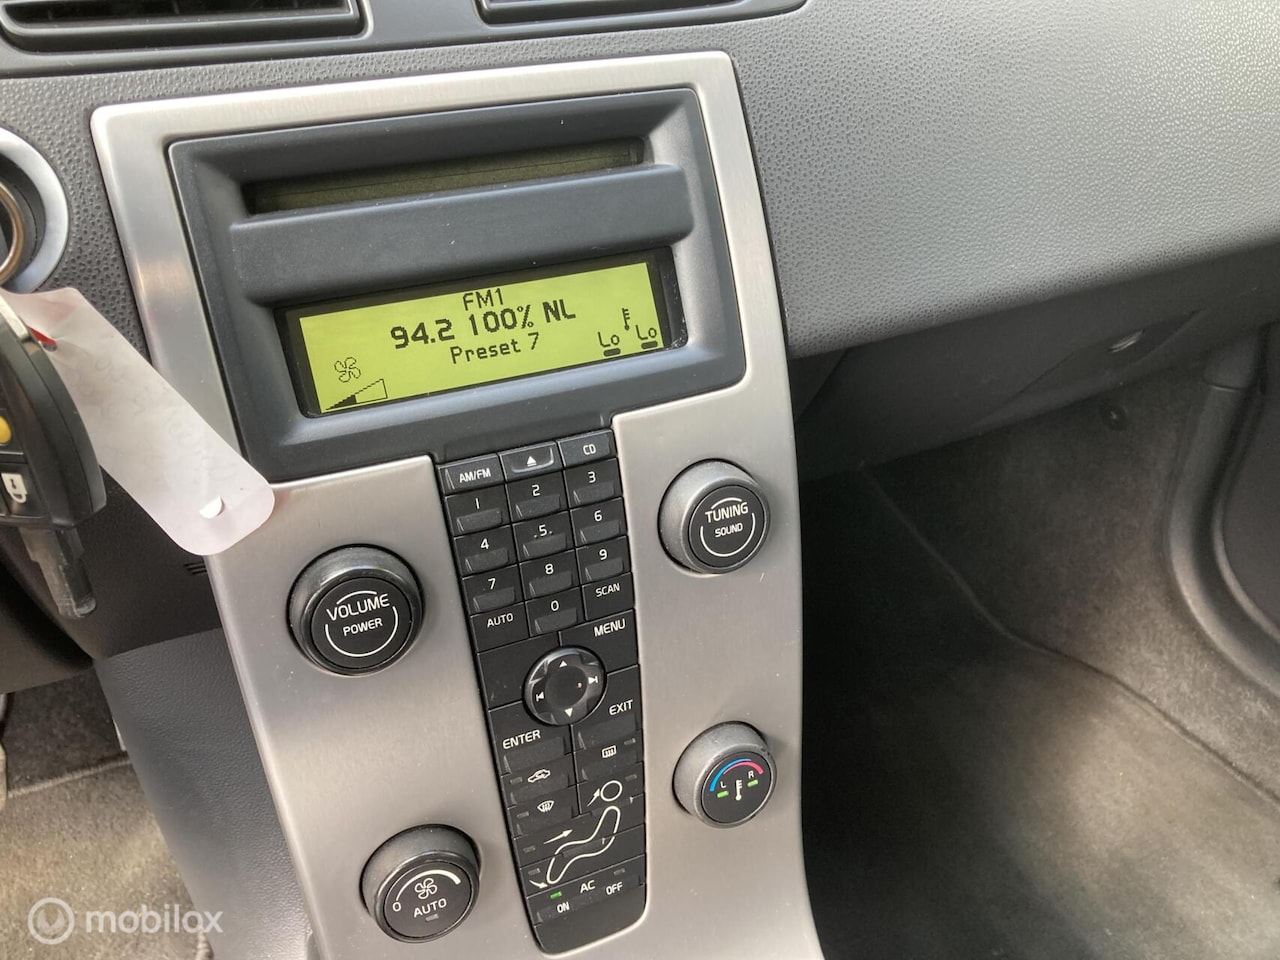 FM1
94.2 100% NL
Preset 7
Lo Lo
AM/FM
CD
1 2 3
4 .5. 6
7 8 9
AUTO 0 SCAN
MENU
EXIT
ENTER
TUNING
SOUND
VOLUME
POWER
L R
0
AUTO
AC
ON OFF
mobilox